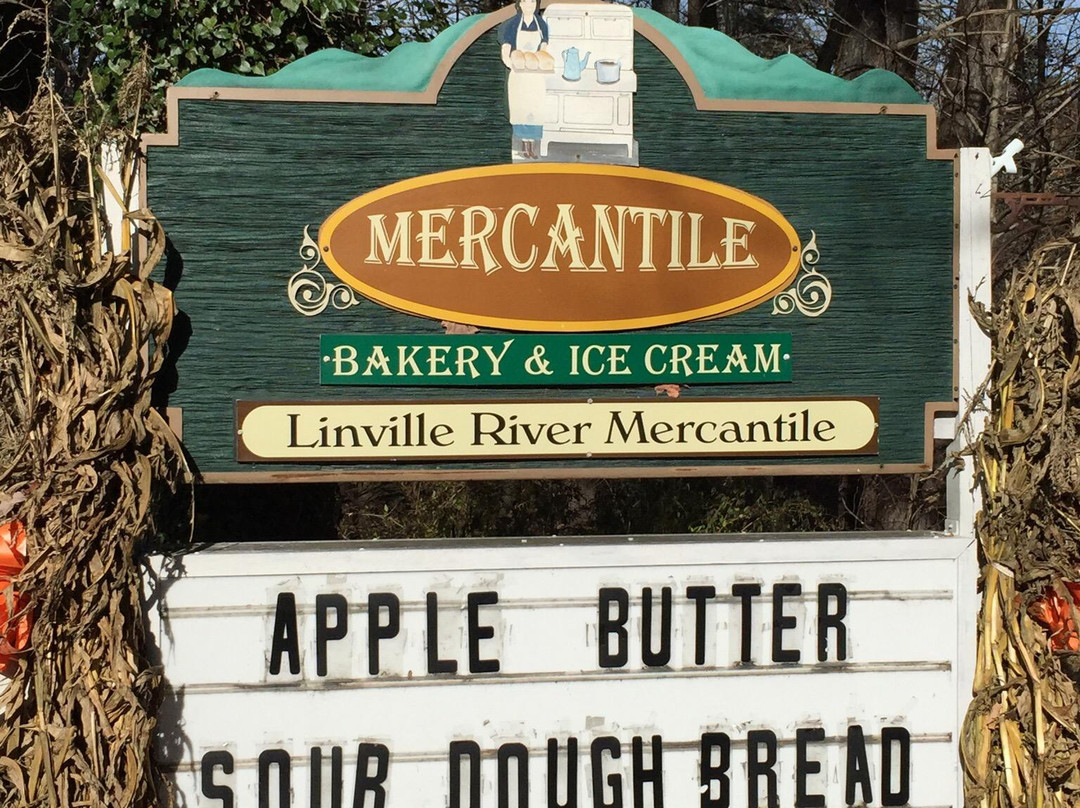 MERCANTILE
BAKERY & ICE CREAM
Linville River Mercantile
APPLE BUTTER
SOUR DOUGH BREAD